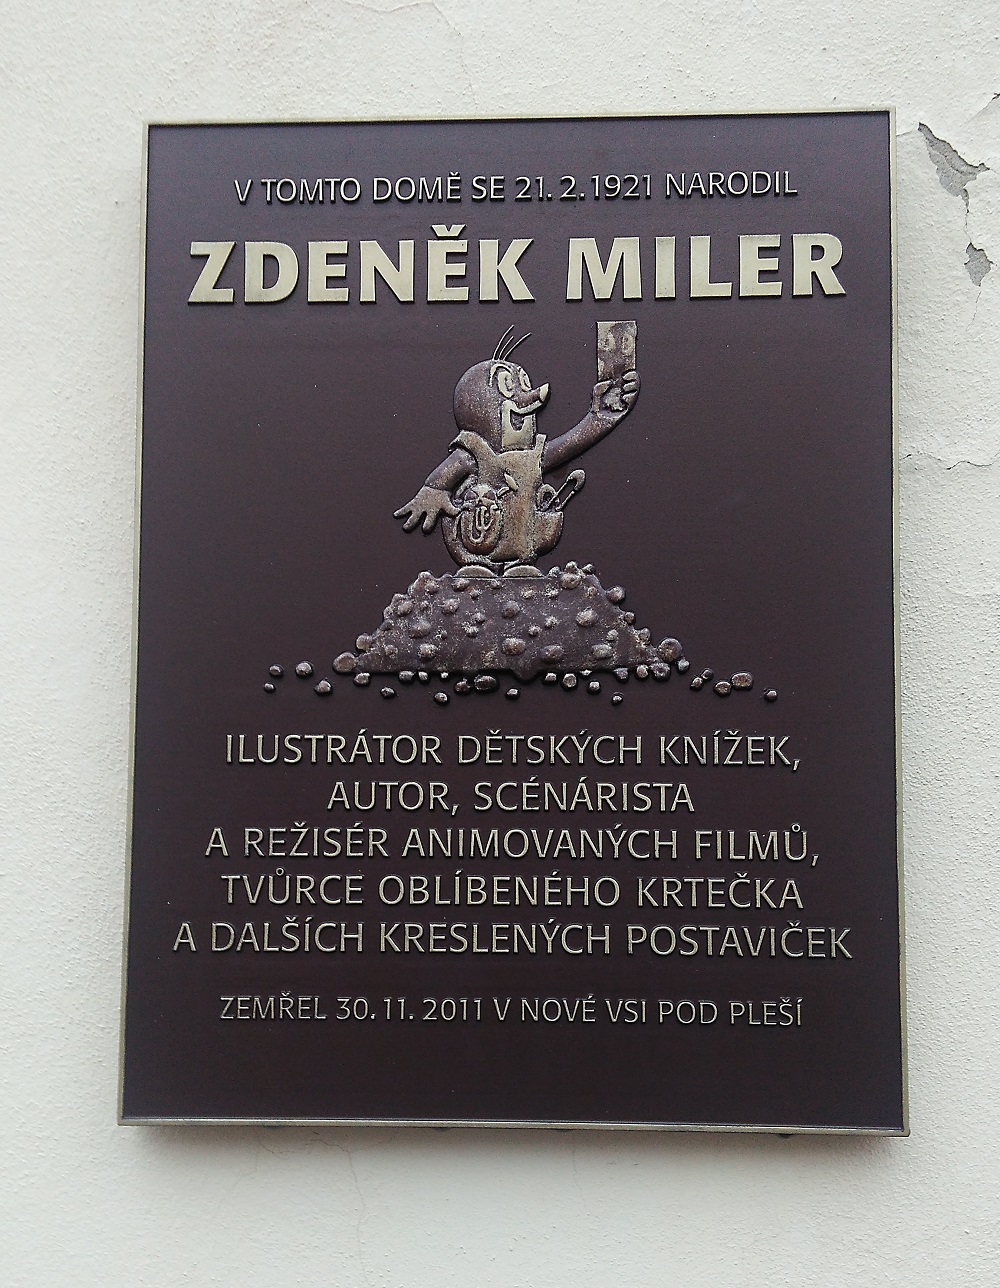 V TOMTO DOMĚ SE 21. 2. 1921 NARODIL
ZDENĚK MILER
ILUSTRÁTOR DĚTSKÝCH KNÍŽEK,
AUTOR, SCÉNÁRISTA
A REŽISÉR ANIMOVANÝCH FILMŮ,
TVŮRCE OBLÍBENÉHO KRTEČKA
A DALŠÍCH KRESLENÝCH POSTAVIČEK
ZEMŘEL 30. 11. 2011 V NOVÉ VSI POD PLEŠÍ